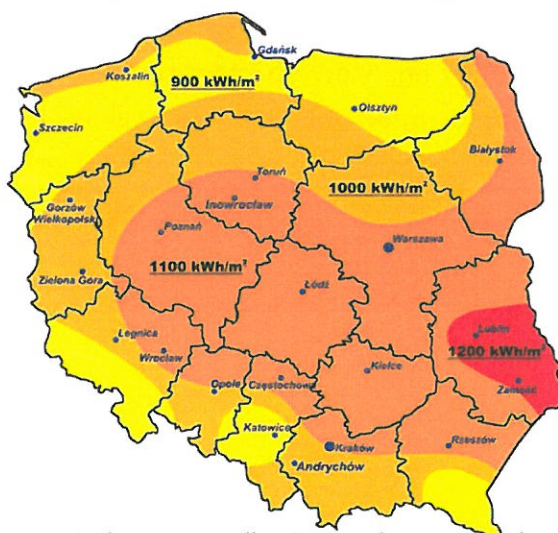 Gdańsk
Koszalin
900 kWh/m²
Olsztyn
Szczecin
Białystok
Toruń
1000 kWh/m²
Gorzów
Wielkopolski
Inowrocław
Poznań
Warszawa
1100 kWh/m²
Zielona Góra
Łódź
Lublin
Legnica
1200 kWh/m²
Wrocław
Kielce
Opole
Częstochowa
Zamość
Katowice
Kraków
Rzeszów
Andrychów